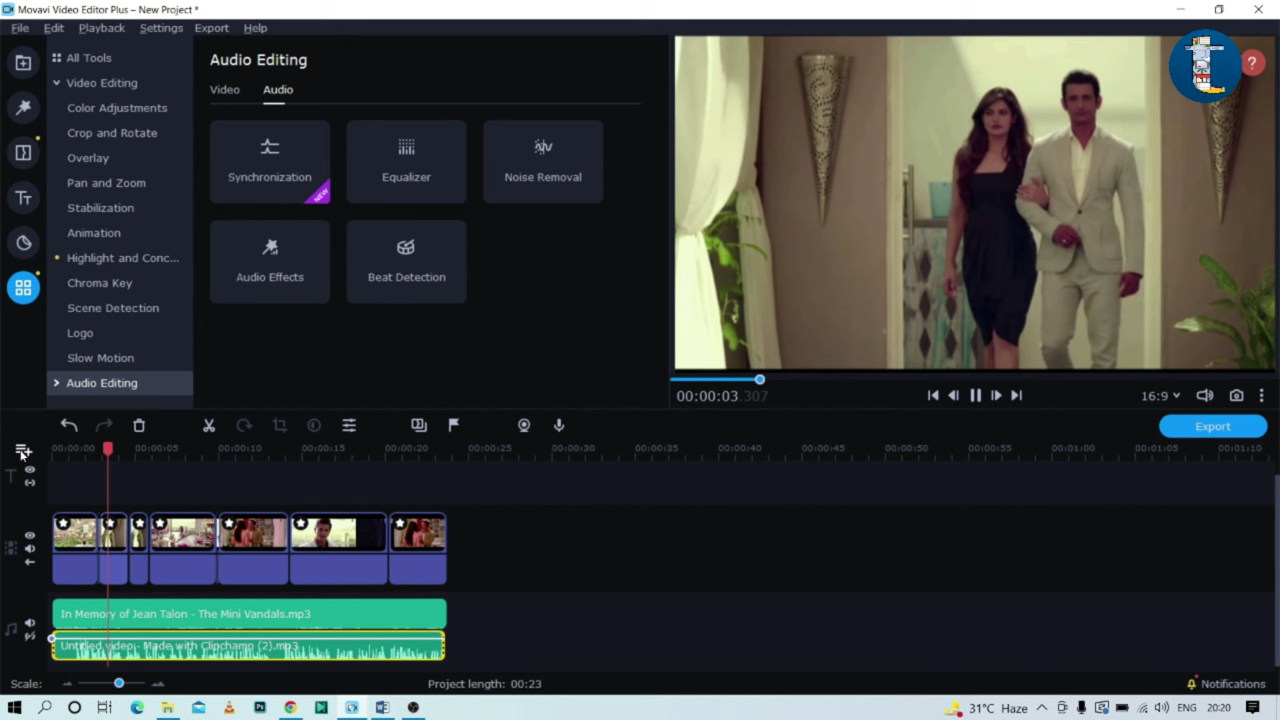 Movavi Video Editor Plus – New Project *
File Edit Playback Settings Export Help
All Tools
Video Editing
Color Adjustments
Crop and Rotate
Overlay
Pan and Zoom
Stabilization
Animation
Highlight and Conc...
Chroma Key
Scene Detection
Logo
Slow Motion
Audio Editing
Audio Editing
Video Audio
Synchronization
NEW
Equalizer
Noise Removal
Audio Effects
Beat Detection
?
00:00:03.307
16:9
Export
00:00:00 00:00:05 00:00:10 00:00:15 00:00:20 00:00:25 00:00:30 00:00:35 00:00:40 00:00:45 00:00:50 00:00:55 00:01:00 00:01:05 00:01:10
In Memory of Jean Talon - The Mini Vandals.mp3
Untitled video - Made with Clipchamp (2).mp3
Scale:
Project length: 00:23
Notifications
31°C Haze
ENG
20:20